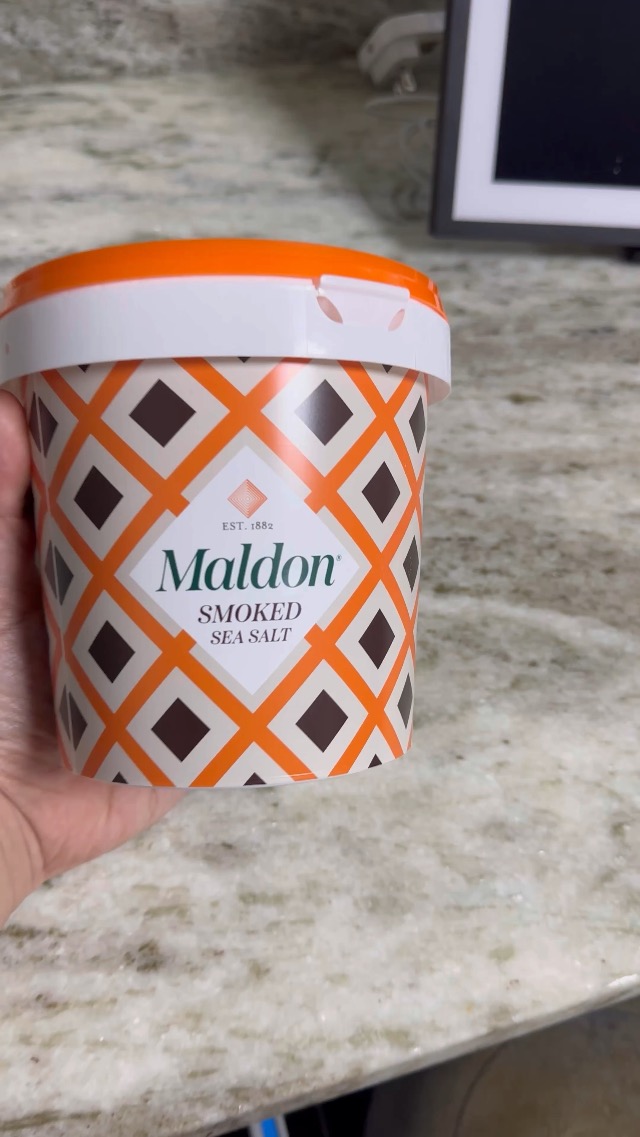 EST. 1882
Maldon®
SMOKED
SEA SALT